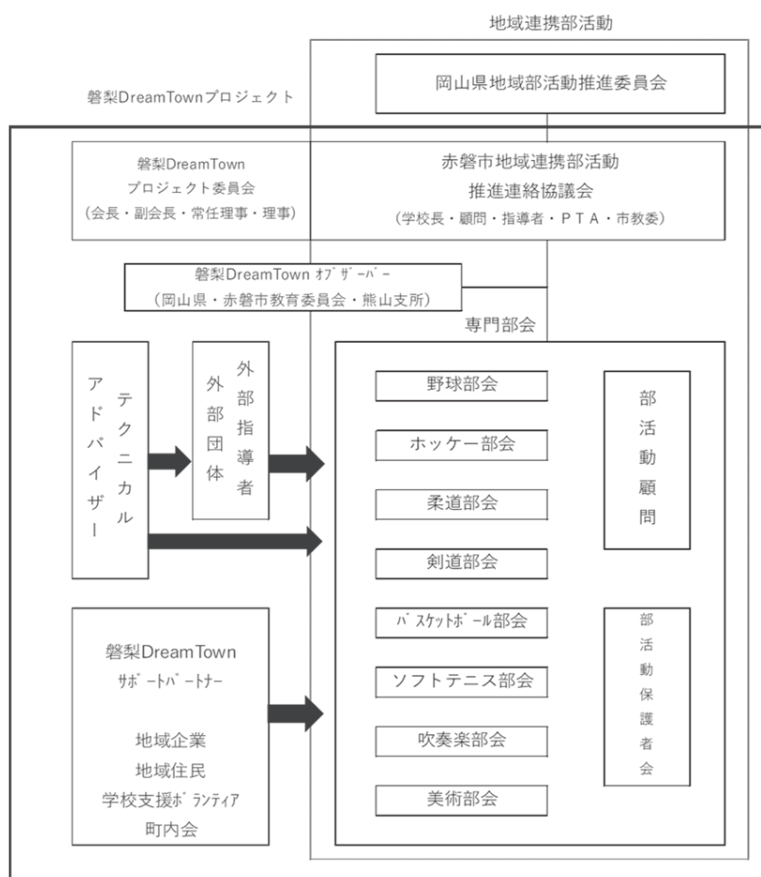 地域連携部活動
岡山県地域部活動推進委員会
磐梨DreamTownプロジェクト
磐梨DreamTown
プロジェクト委員会
(会長・副会長・常任理事・理事)
赤磐市地域連携部活動
推進連絡協議会
(学校長・顧問・指導者・ＰＴＡ・市教委)
磐梨DreamTown ｵﾌﾞｻﾞｰﾊﾞｰ
(岡山県・赤磐市教育委員会・熊山支所)
専門部会
テクニカル
アドバイザー
外部指導者
外部団体
野球部会
ホッケー部会
柔道部会
剣道部会
ﾊﾞｽｹｯﾄﾎﾞｰﾙ部会
ソフトテニス部会
吹奏楽部会
美術部会
部活動顧問
部活動保護者会
磐梨DreamTown
ｻﾎﾟｰﾄﾊﾟｰﾄﾅｰ
地域企業
地域住民
学校支援ﾎﾞﾗﾝﾃｨｱ
町内会